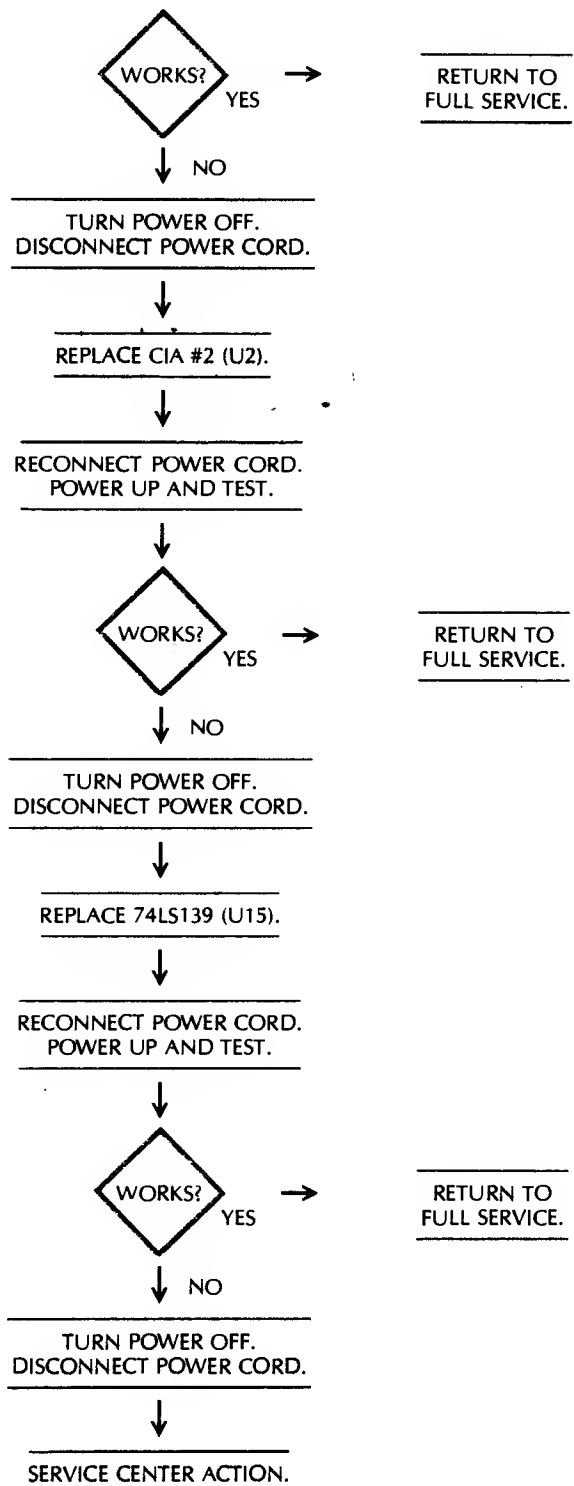 WORKS?
YES
RETURN TO
FULL SERVICE.
NO
TURN POWER OFF.
DISCONNECT POWER CORD.
REPLACE CIA #2 (U2).
RECONNECT POWER CORD.
POWER UP AND TEST.
WORKS?
YES
RETURN TO
FULL SERVICE.
NO
TURN POWER OFF.
DISCONNECT POWER CORD.
REPLACE 74LS139 (U15).
RECONNECT POWER CORD.
POWER UP AND TEST.
WORKS?
YES
RETURN TO
FULL SERVICE.
NO
TURN POWER OFF.
DISCONNECT POWER CORD.
SERVICE CENTER ACTION.